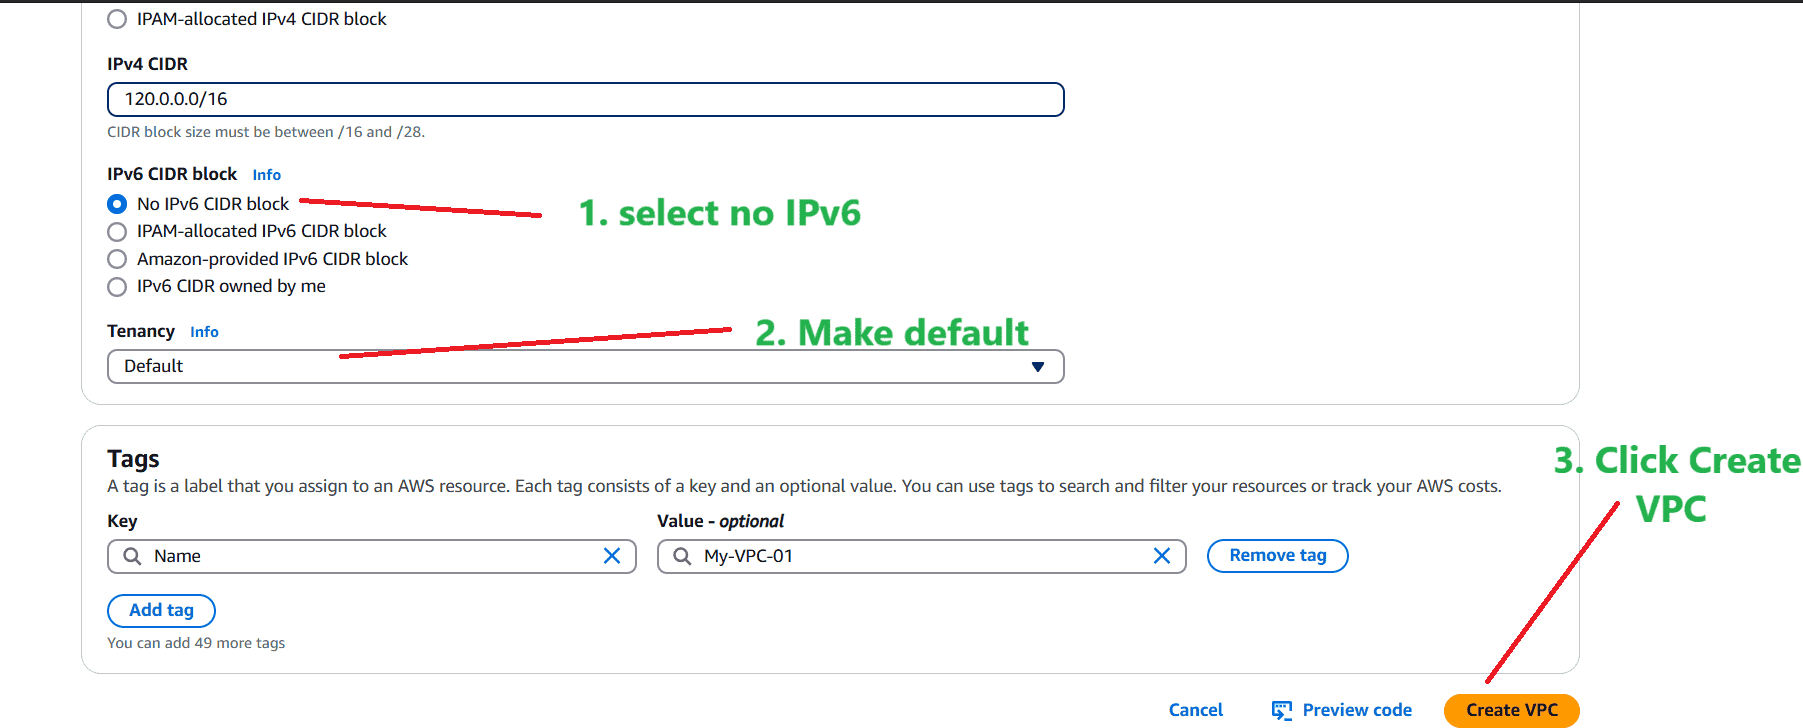 IPAM-allocated IPv4 CIDR block
IPv4 CIDR
120.0.0.0/16
CIDR block size must be between /16 and /28.
IPv6 CIDR block Info
No IPv6 CIDR block
1. select no IPv6
IPAM-allocated IPv6 CIDR block
Amazon-provided IPv6 CIDR block
IPv6 CIDR owned by me
Tenancy Info
2. Make default
Default
Tags
3. Click Create
VPC
A tag is a label that you assign to an AWS resource. Each tag consists of a key and an optional value. You can use tags to search and filter your resources or track your AWS costs.
Key
Value - optional
Name
My-VPC-01
Remove tag
Add tag
You can add 49 more tags
Cancel
Preview code
Create VPC